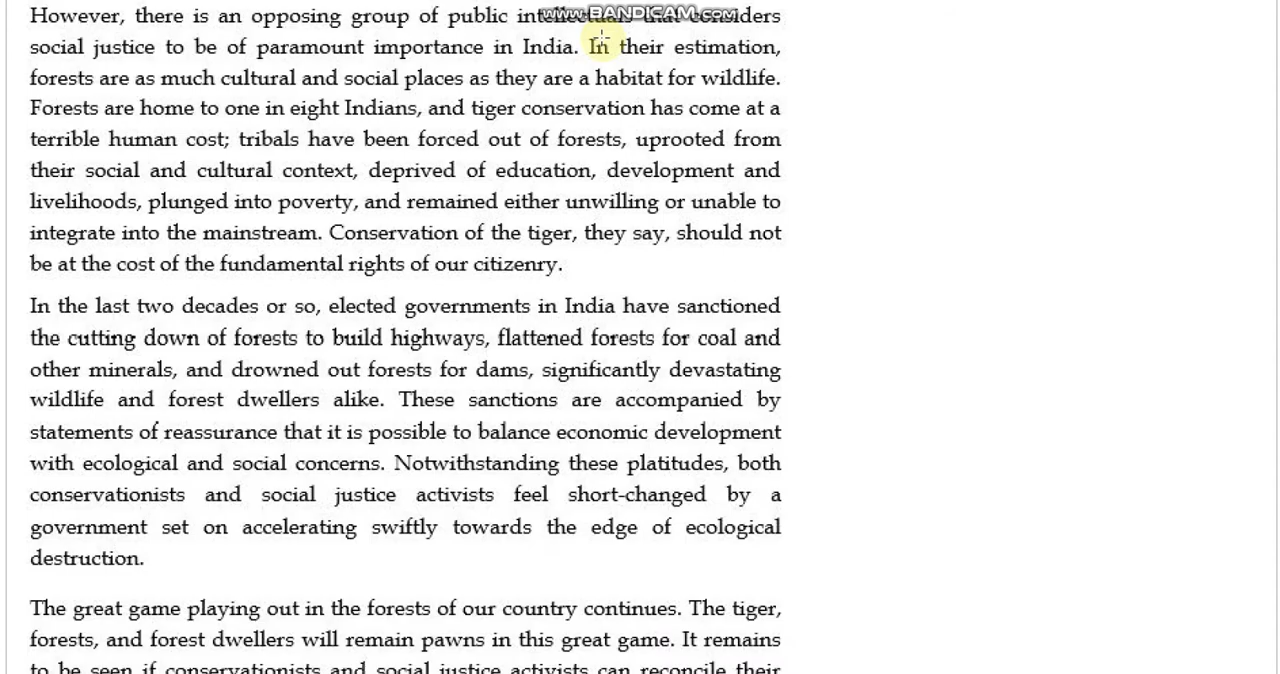 www.BANDICAM.com
However, there is an opposing group of public intellectuals that considers
social justice to be of paramount importance in India. In their estimation,
forests are as much cultural and social places as they are a habitat for wildlife.
Forests are home to one in eight Indians, and tiger conservation has come at a
terrible human cost; tribals have been forced out of forests, uprooted from
their social and cultural context, deprived of education, development and
livelihoods, plunged into poverty, and remained either unwilling or unable to
integrate into the mainstream. Conservation of the tiger, they say, should not
be at the cost of the fundamental rights of our citizenry.
In the last two decades or so, elected governments in India have sanctioned
the cutting down of forests to build highways, flattened forests for coal and
other minerals, and drowned out forests for dams, significantly devastating
wildlife and forest dwellers alike. These sanctions are accompanied by
statements of reassurance that it is possible to balance economic development
with ecological and social concerns. Notwithstanding these platitudes, both
conservationists and social justice activists feel short-changed by a
government set on accelerating swiftly towards the edge of ecological
destruction.
The great game playing out in the forests of our country continues. The tiger,
forests, and forest dwellers will remain pawns in this great game. It remains
to be seen if conservationists and social justice activists can reconcile their